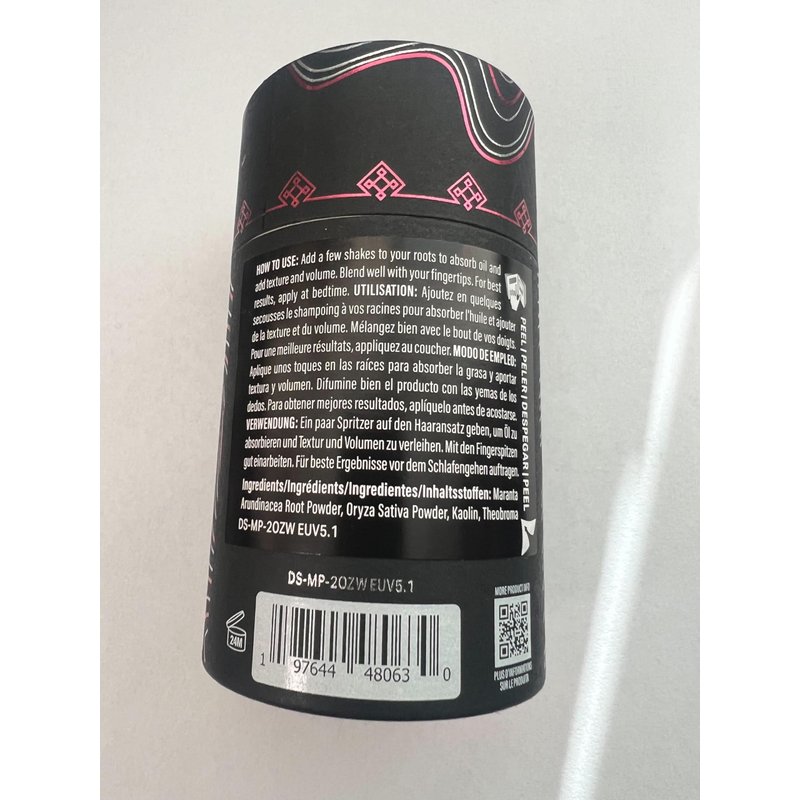 HOW TO USE: Add a few shakes to your roots to absorb oil and
add texture and volume. Blend well with your fingertips. For best
results, apply at bedtime. UTILISATION: Ajoutez en quelques
secousses le shampoing à vos racines pour absorber l'huile et ajouter
de la texture et du volume. Mélangez bien avec le bout de vos doigts.
Pour une meilleure résultats, appliquez au coucher. MODO DE EMPLEO:
Aplique unos toques en las raíces para absorber la grasa y aportar
textura y volumen. Difumine bien el producto con las yemas de los
dedos. Para obtener mejores resultados, aplíquelo antes de acostarse.
VERWENDUNG: Ein paar Spritzer auf den Haaransatz geben, um Öl zu
absorbieren und Textur und Volumen zu verleihen. Mit den Fingerspitzen
gut einarbeiten. Für beste Ergebnisse vor dem Schlafengehen auftragen.
Ingredients/Ingrédients/Ingredientes/Inhaltsstoffen: Maranta
Arundinacea Root Powder, Oryza Sativa Powder, Kaolin, Theobroma
DS-MP-2OZW EUV5.1
PEEL | PELER | DESPEGAR | PEEL
DS-MP-2OZW EUV5.1
24M
1 97644 48063 0
MORE PRODUCT INFO
PLUS D'INFORMATIONS
SUR LE PRODUIT